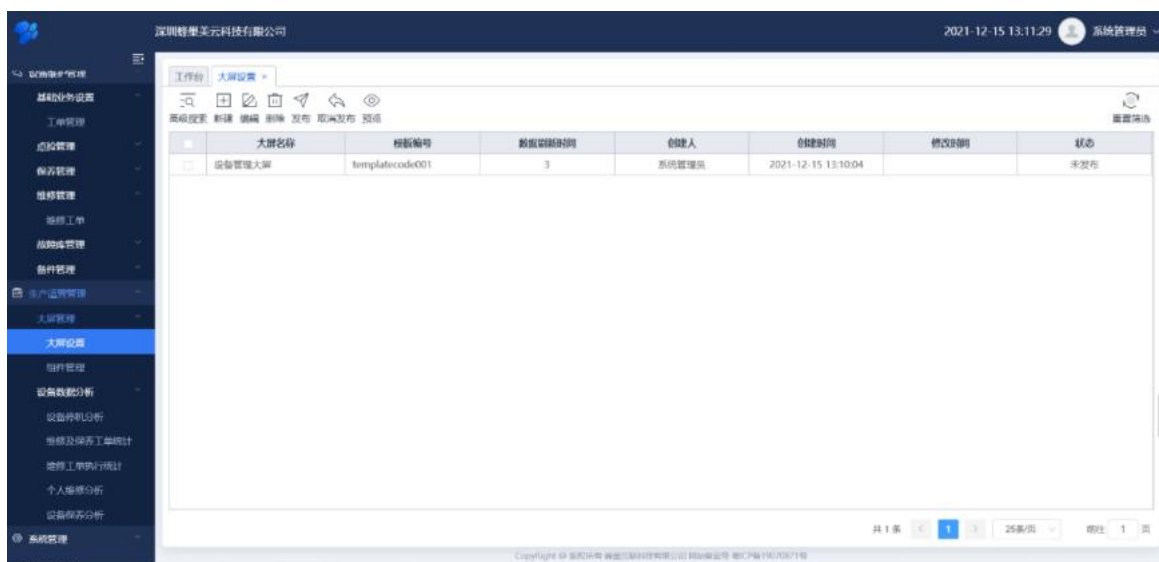 深圳蜂巢美云科技有限公司
2021-12-15 13:11:29
系统管理员
基础业务设置
工单管理
点检管理
保养管理
维修管理
维修工单
故障库管理
备件管理
生产运营管理
大屏管理
大屏设置
组件管理
设备数据分析
设备停机分析
维修及保养工单统计
维修工单执行统计
个人维修分析
设备保养分析
系统管理
工作台 大屏设置 ×
高级搜索 新建 编辑 删除 发布 取消发布 预览
重置筛选
大屏名称 模板编号 数据刷新时间 创建人 创建时间 修改时间 状态
设备管理大屏 templatecode001 3 系统管理员 2021-12-15 13:10:04 未发布
共 1 条 < 1 > 25条/页 前往 1 页